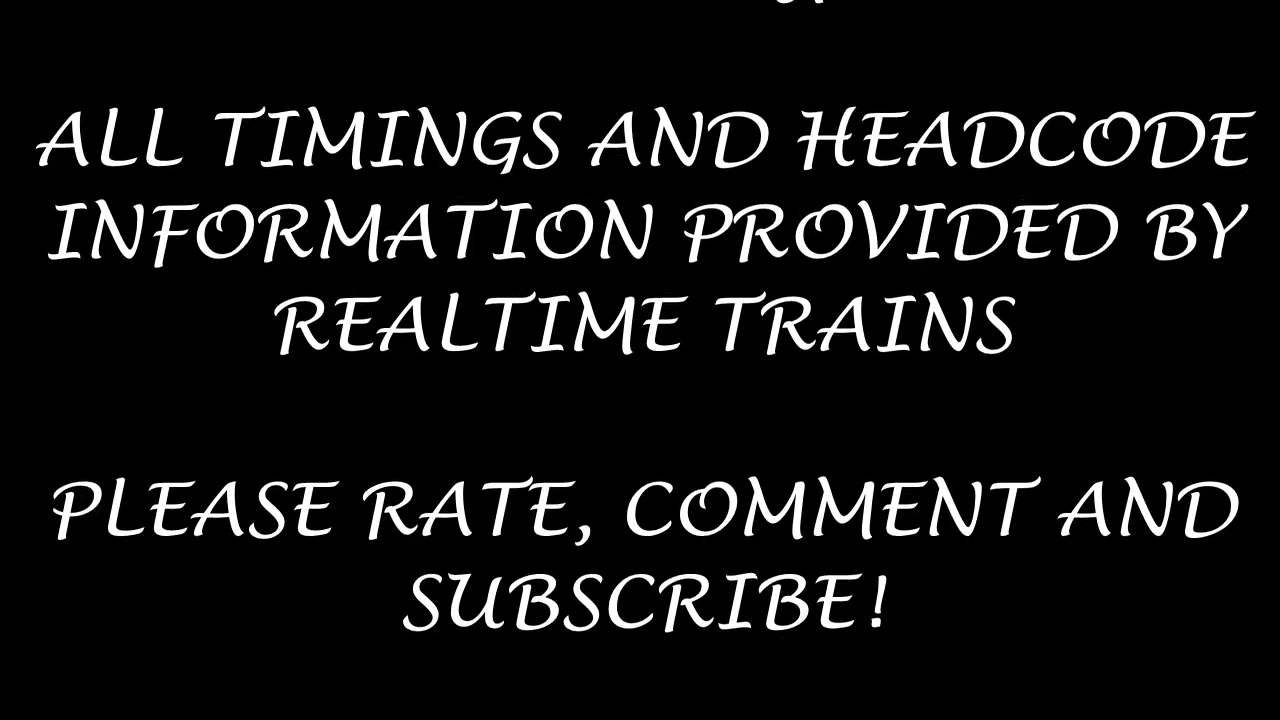 ALL TIMINGS AND HEADCODE
INFORMATION PROVIDED BY
REALTIME TRAINS
PLEASE RATE, COMMENT AND
SUBSCRIBE!